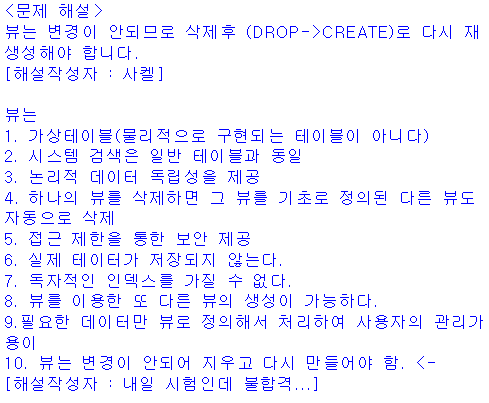 <문제 해설>
뷰는 변경이 안되므로 삭제후 (DROP->CREATE)로 다시 재
생성해야 합니다.
[해설작성자 : 사켈]

뷰는
1. 가상테이블(물리적으로 구현되는 테이블이 아니다)
2. 시스템 검색은 일반 테이블과 동일
3. 논리적 데이터 독립성을 제공
4. 하나의 뷰를 삭제하면 그 뷰를 기초로 정의된 다른 뷰도
자동으로 삭제
5. 접근 제한을 통한 보안 제공
6. 실제 테이터가 저장되지 않는다.
7. 독자적인 인덱스를 가질 수 없다.
8. 뷰를 이용한 또 다른 뷰의 생성이 가능하다.
9.필요한 데이터만 뷰로 정의해서 처리하여 사용자의 관리가
용이
10. 뷰는 변경이 안되어 지우고 다시 만들어야 함. <-
[해설작성자 : 내일 시험인데 불합격...]